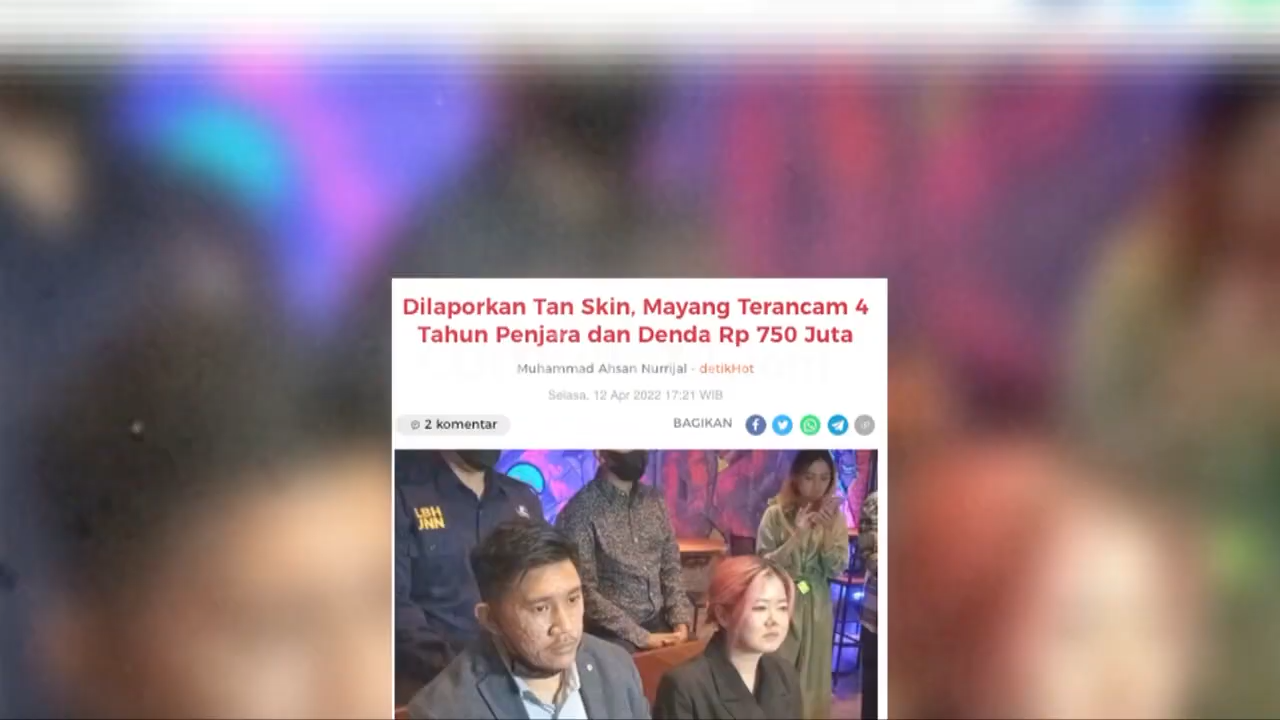 Dilaporkan Tan Skin, Mayang Terancam 4
Tahun Penjara dan Denda Rp 750 Juta
Muhammad Ahsan Nurrijal - detikHot
Selasa, 12 Apr 2022 17:21 WIB
2 komentar
BAGIKAN
LBH
JNN